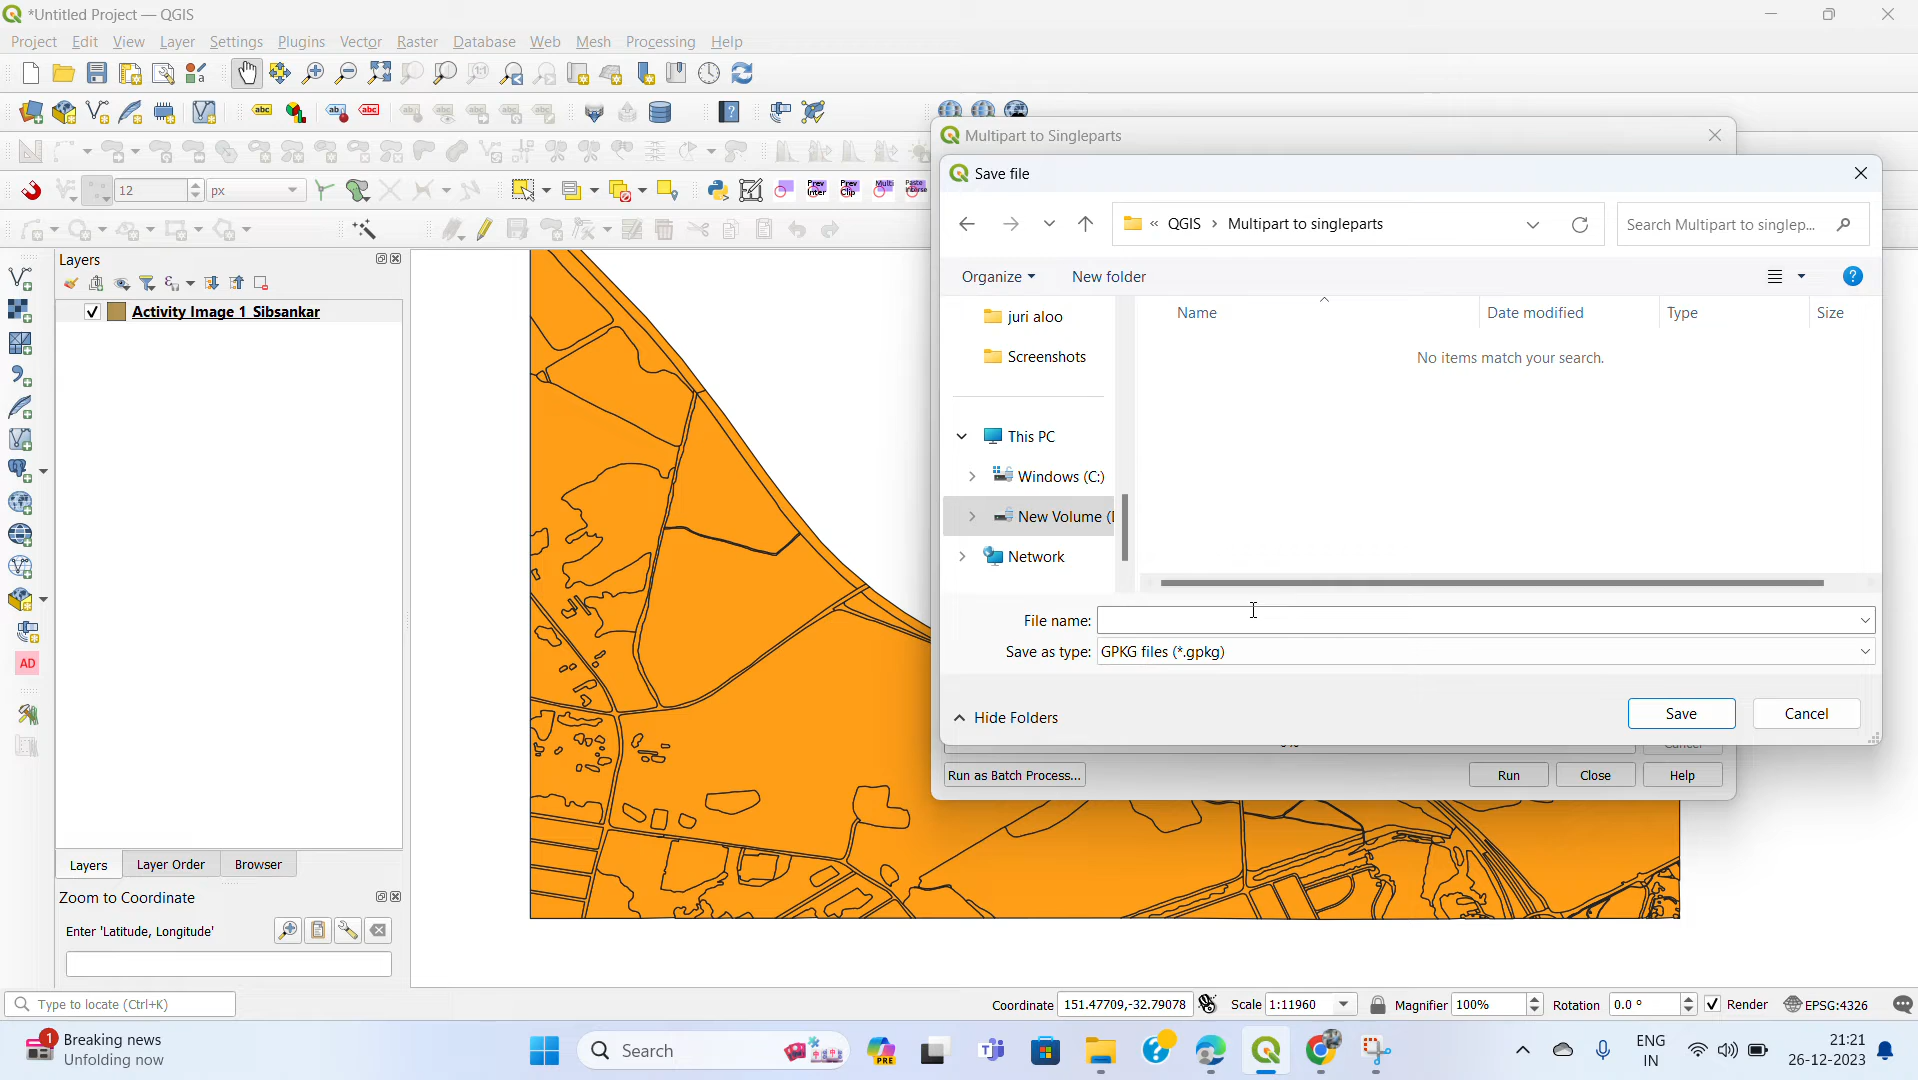 *Untitled Project — QGIS
Project Edit View Layer Settings Plugins Vector Raster Database Web Mesh Processing Help
12 px
Layers
Activity Image 1 Sibsankar
Layers Layer Order Browser
Zoom to Coordinate
Enter 'Latitude, Longitude'
Multipart to Singleparts
Save file
« QGIS > Multipart to singleparts
Search Multipart to singlep...
Organize New folder
Name Date modified Type Size
No items match your search.
juri aloo
Screenshots
This PC
Windows (C:)
New Volume (
Network
File name:
Save as type: GPKG files (*.gpkg)
Hide Folders
Save Cancel
Run as Batch Process...
Run Close Help
Type to locate (Ctrl+K)
Coordinate 151.47709,-32.79078 Scale 1:11960 Magnifier 100% Rotation 0.0 ° Render EPSG:4326
1
Breaking news
Unfolding now
Search
PRE
ENG
IN
21:21
26-12-2023